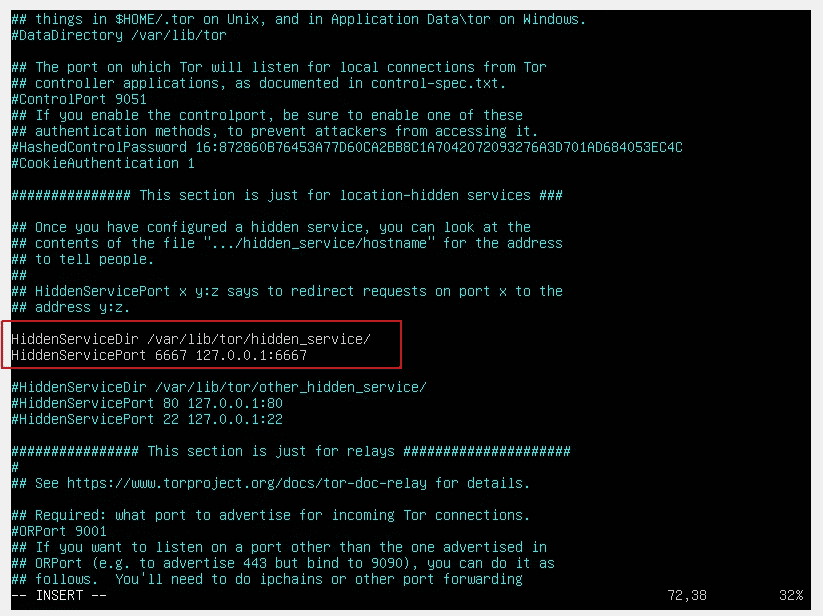 ## things in $HOME/.tor on Unix, and in Application Data\tor on Windows.
#DataDirectory /var/lib/tor
## The port on which Tor will listen for local connections from Tor
## controller applications, as documented in control-spec.txt.
#ControlPort 9051
## If you enable the controlport, be sure to enable one of these
## authentication methods, to prevent attackers from accessing it.
#HashedControlPassword 16:872860B76453A77D60CA2BB8C1A7042072093276A3D701AD684053EC4C
#CookieAuthentication 1
############### This section is just for location-hidden services ###
## Once you have configured a hidden service, you can look at the
## contents of the file ".../hidden_service/hostname" for the address
## to tell people.
##
## HiddenServicePort x y:z says to redirect requests on port x to the
## address y:z.
HiddenServiceDir /var/lib/tor/hidden_service/
HiddenServicePort 6667 127.0.0.1:6667
#HiddenServiceDir /var/lib/tor/other_hidden_service/
#HiddenServicePort 80 127.0.0.1:80
#HiddenServicePort 22 127.0.0.1:22
################ This section is just for relays #####################
#
## See https://www.torproject.org/docs/tor-doc-relay for details.
## Required: what port to advertise for incoming Tor connections.
#ORPort 9001
## If you want to listen on a port other than the one advertised in
## ORPort (e.g. to advertise 443 but bind to 9090), you can do it as
## follows.  You'll need to do ipchains or other port forwarding
-- INSERT -- 72,38 32%